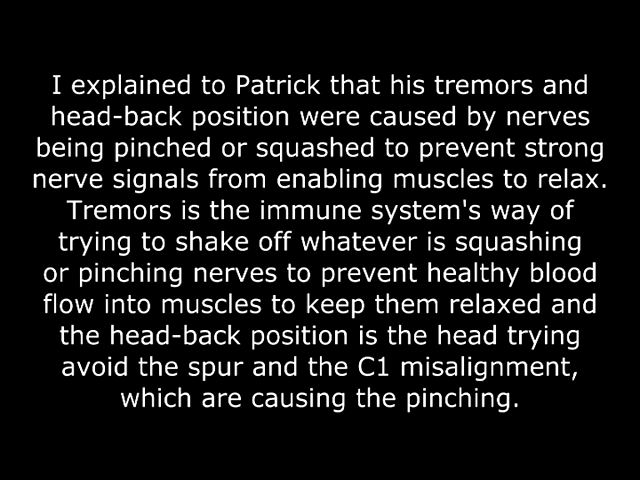 I explained to Patrick that his tremors and
head-back position were caused by nerves
being pinched or squashed to prevent strong
nerve signals from enabling muscles to relax.
Tremors is the immune system's way of
trying to shake off whatever is squashing
or pinching nerves to prevent healthy blood
flow into muscles to keep them relaxed and
the head-back position is the head trying
avoid the spur and the C1 misalignment,
which are causing the pinching.